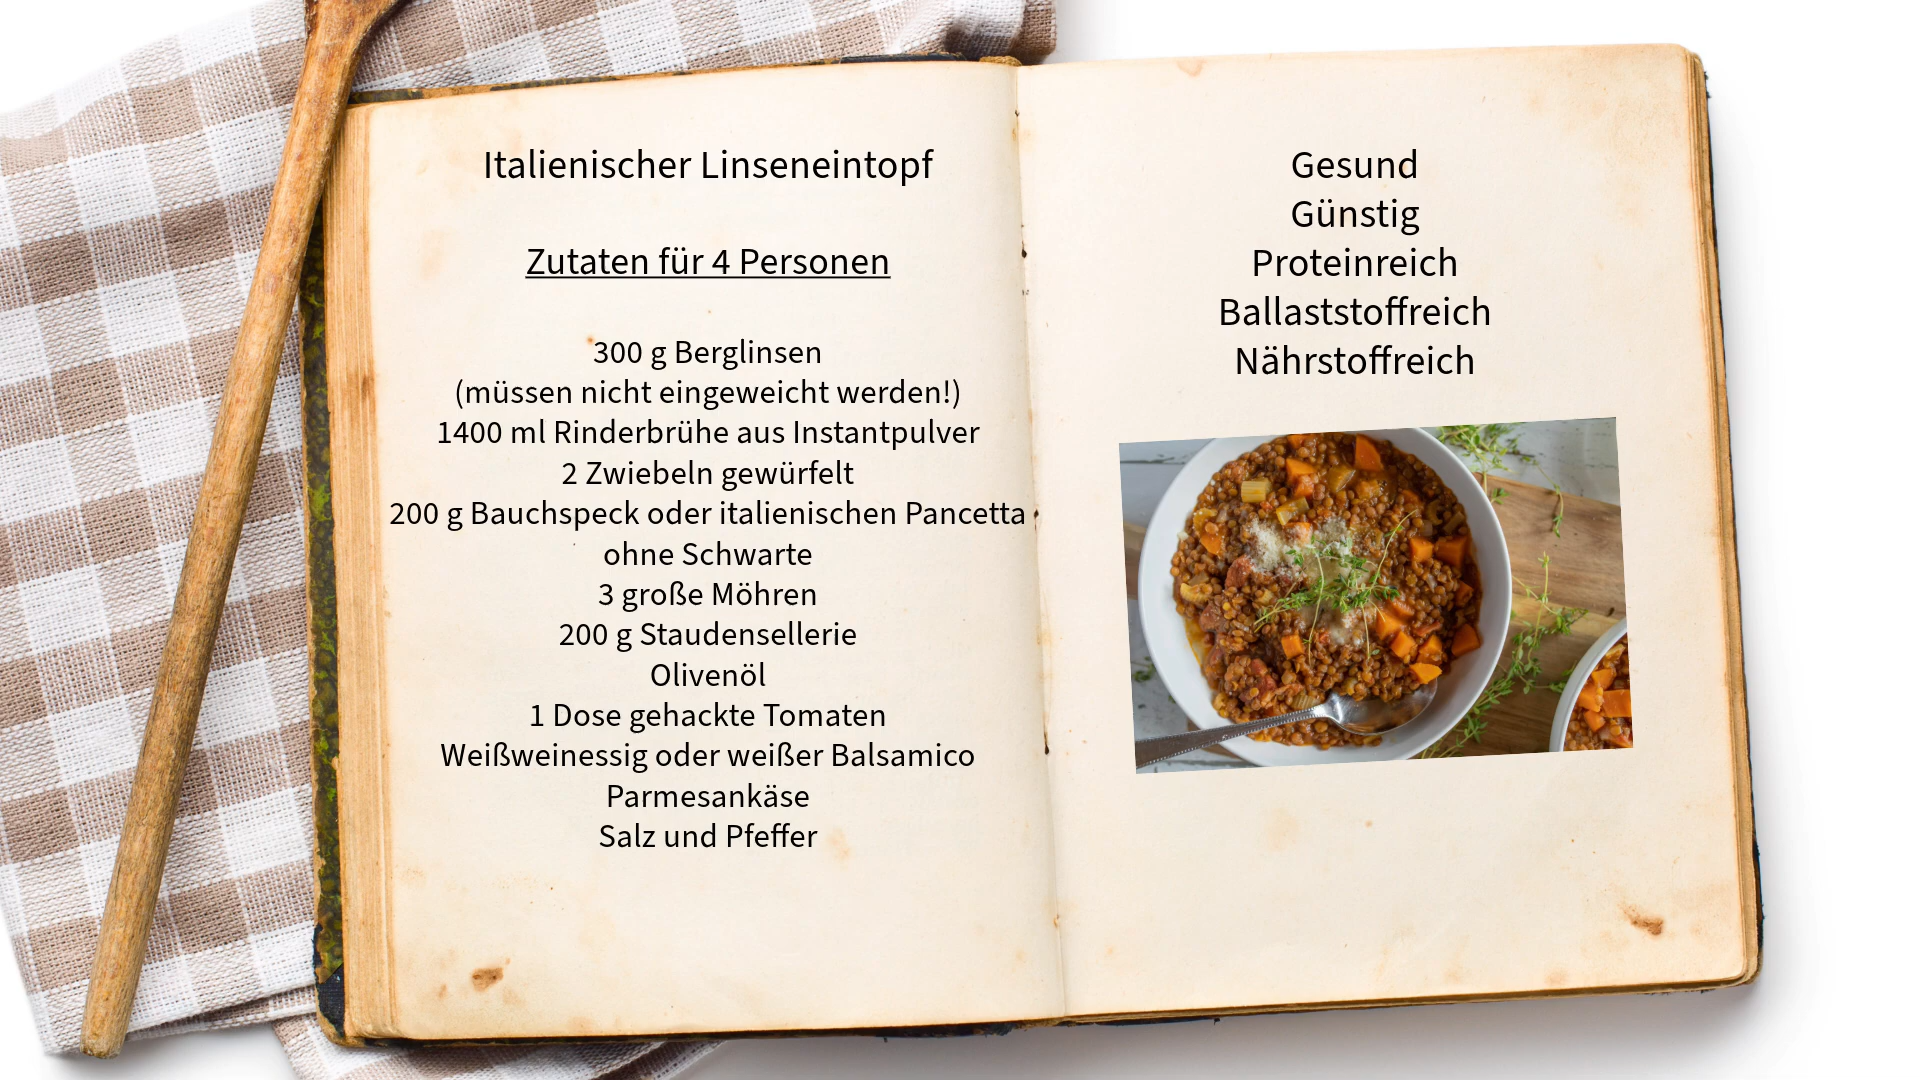 Italienischer Linseneintopf
Zutaten für 4 Personen
300 g Berglinsen
(müssen nicht eingeweicht werden!)
1400 ml Rinderbrühe aus Instantpulver
2 Zwiebeln gewürfelt
200 g Bauchspeck oder italienischen Pancetta
ohne Schwarte
3 große Möhren
200 g Staudensellerie
Olivenöl
1 Dose gehackte Tomaten
Weißweinessig oder weißer Balsamico
Parmesankäse
Salz und Pfeffer
Gesund
Günstig
Proteinreich
Ballaststoffreich
Nährstoffreich